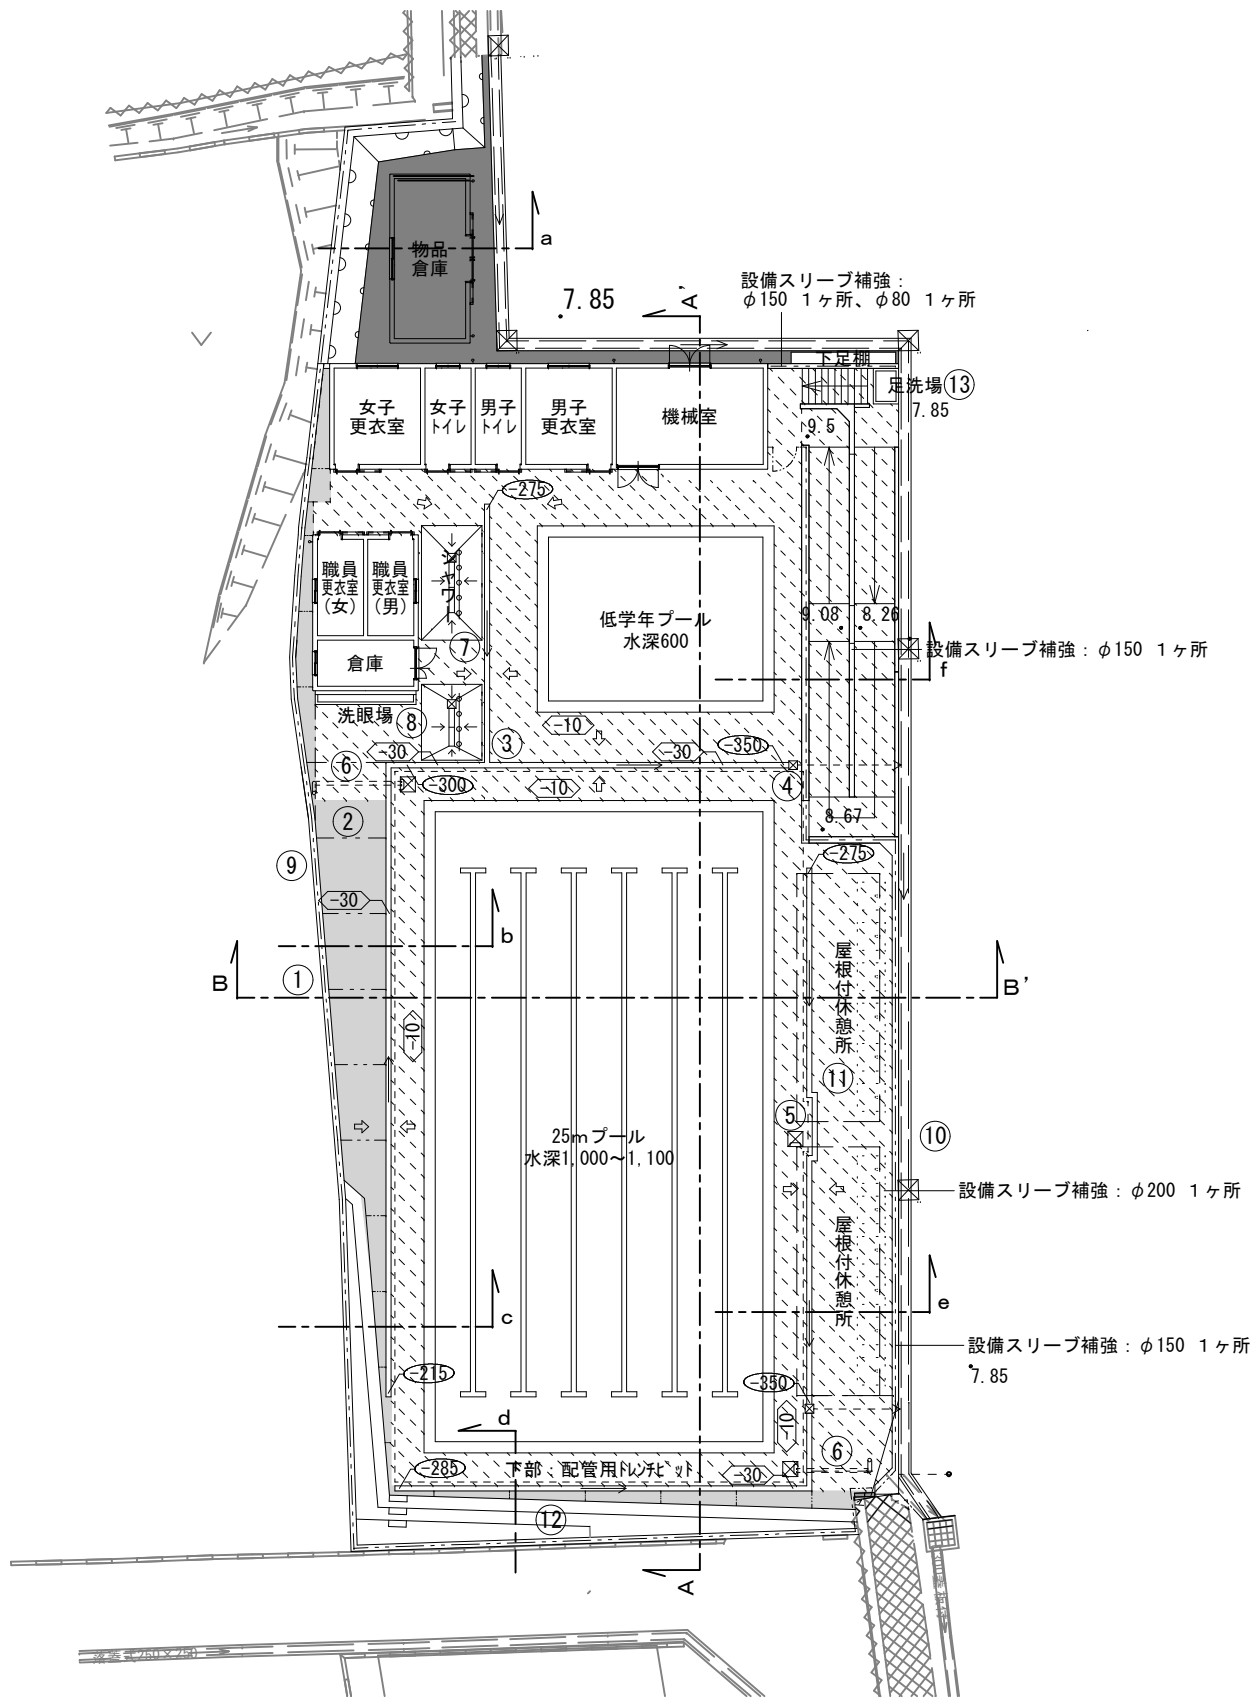 物品
倉庫
a
7.85
A'
設備スリーブ補強：
φ150 1ヶ所、φ80 1ヶ所
下足棚
足洗場⑬
7.85
女子
更衣室
女子
トイレ
男子
トイレ
男子
更衣室
機械室
9.5
-275
職員
更衣室
(女)
職員
更衣室
(男)
シャワー
低学年プール
水深600
9.08
8.26
設備スリーブ補強：φ150 1ヶ所
f
倉庫
⑦
洗眼場
⑧
-10
-30
③
-30
-350
⑥
-300
-10
④
②
8.67
-275
⑨
-30
b
屋根付休憩所
①
B
B'
-10
⑪
⑤
25mプール
水深1,000～1,100
⑩
設備スリーブ補強：φ200 1ヶ所
屋根付休憩所
c
e
設備スリーブ補強：φ150 1ヶ所
7.85
-215
-350
d
-10
⑥
-285
下部：配管用トレンチピット
-30
⑫
A